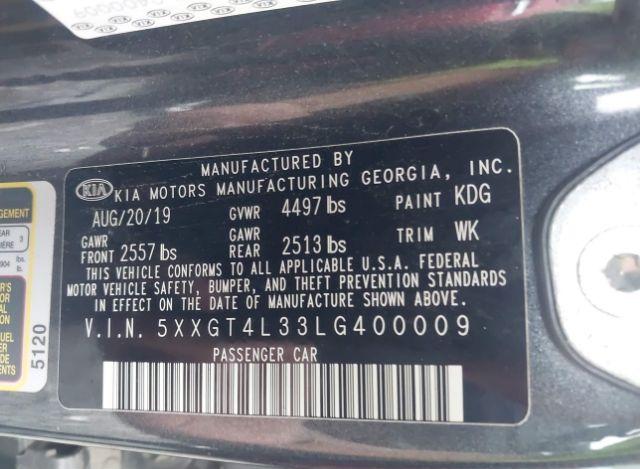 MANUFACTURED BY
KIA KIA MOTORS MANUFACTURING GEORGIA, INC.
AUG/20/19 GVWR 4497 lbs PAINT KDG
GAWR FRONT 2557 lbs GAWR REAR 2513 lbs TRIM WK
THIS VEHICLE CONFORMS TO ALL APPLICABLE U.S.A. FEDERAL
MOTOR VEHICLE SAFETY, BUMPER, AND THEFT PREVENTION STANDARDS
IN EFFECT ON THE DATE OF MANUFACTURE SHOWN ABOVE.
V.I.N. 5XXGT4L33LG400009
PASSENGER CAR
5120